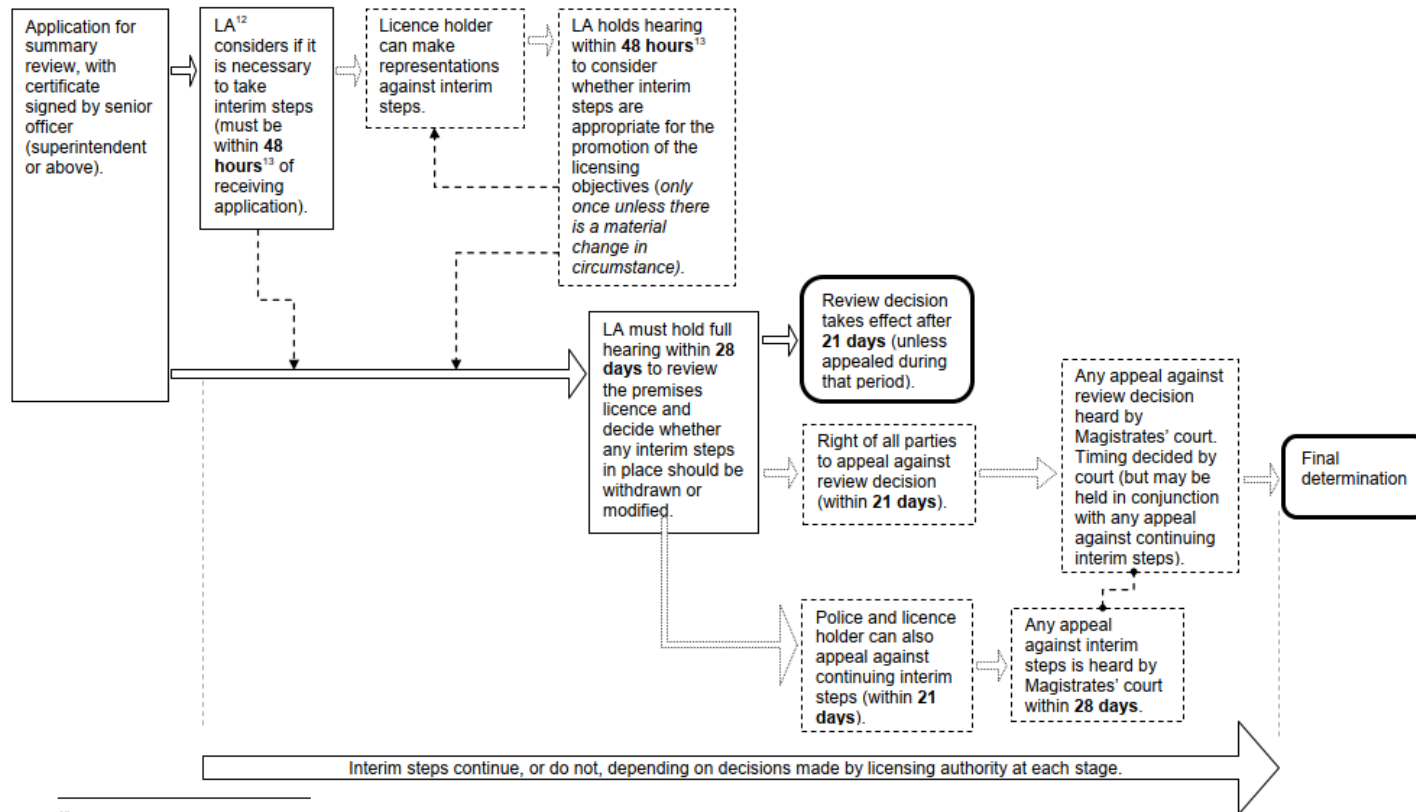 Application for
summary
review, with
certificate
signed by senior
officer
(superintendent
or above).
LA¹²
considers if it
is necessary
to take
interim steps
(must be
within 48
hours¹³ of
receiving
application).
Licence holder
can make
representations
against interim
steps.
LA holds hearing
within 48 hours¹³
to consider
whether interim
steps are
appropriate for the
promotion of the
licensing
objectives (only
once unless there
is a material
change in
circumstance).
LA must hold full
hearing within 28
days to review
the premises
licence and
decide whether
any interim steps
in place should be
withdrawn or
modified.
Review decision
takes effect after
21 days (unless
appealed during
that period).
Right of all parties
to appeal against
review decision
(within 21 days).
Any appeal against
review decision
heard by
Magistrates’ court.
Timing decided by
court (but may be
held in conjunction
with any appeal
against continuing
interim steps).
Final
determination
Police and licence
holder can also
appeal against
continuing interim
steps (within 21
days).
Any appeal
against interim
steps is heard by
Magistrates’ court
within 28 days.
Interim steps continue, or do not, depending on decisions made by licensing authority at each stage.